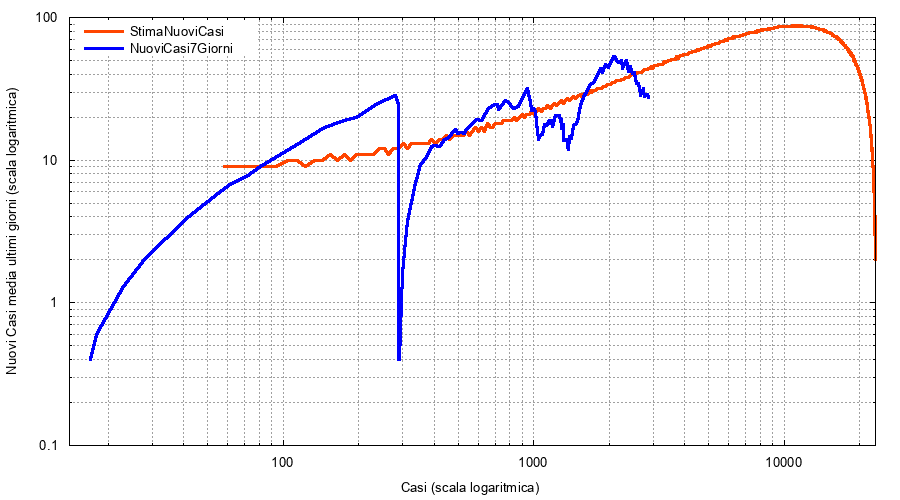 100
10
1
0.1
Nuovi Casi media ultimi giorni (scala logaritmica)
StimaNuoviCasi
NuoviCasi7Giorni
100
1000
10000
Casi (scala logaritmica)